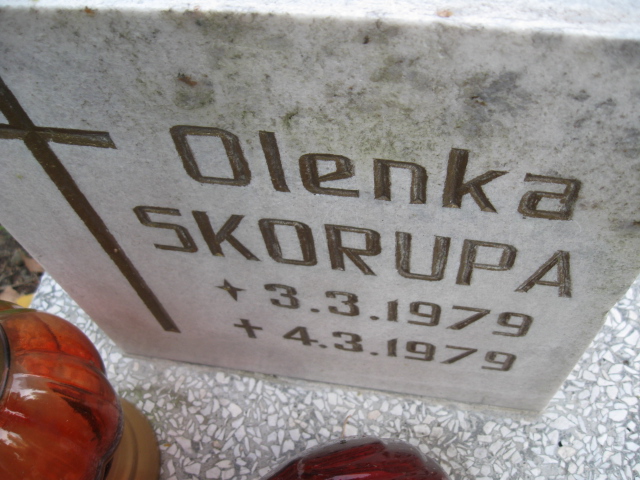 Olenka
SKORUPA
* 3.3.1979
+ 4.3.1979